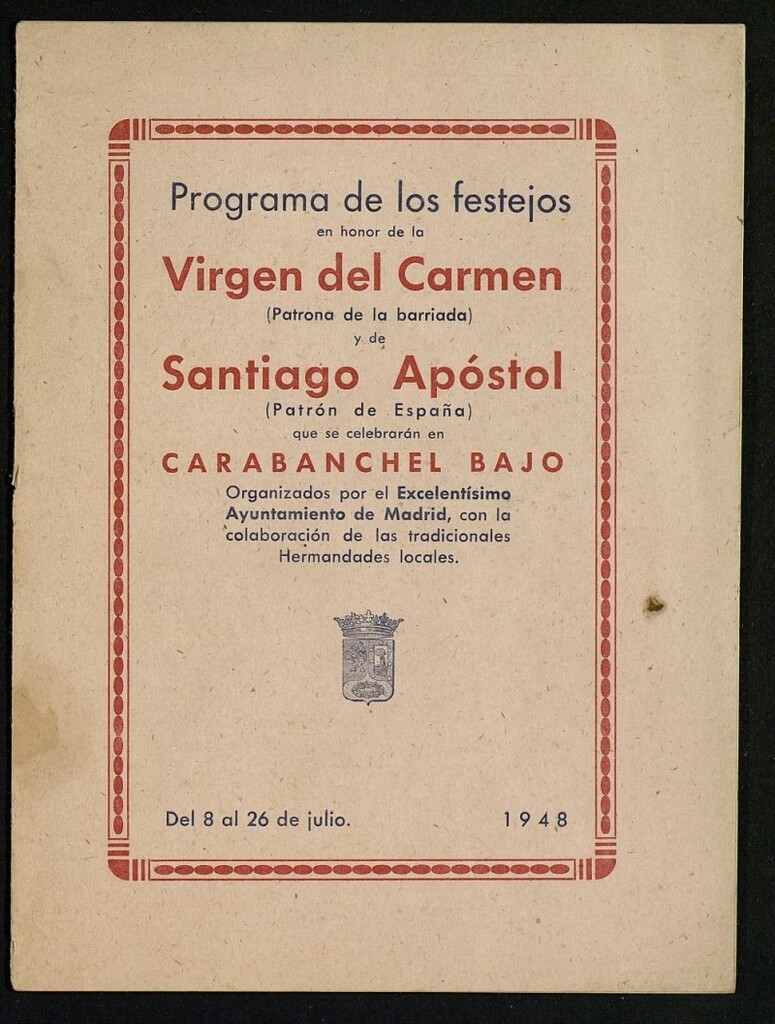 Programa de los festejos
en honor de la
Virgen del Carmen
(Patrona de la barriada)
y de
Santiago Apóstol
(Patrón de España)
que se celebrarán en
CARABANCHEL BAJO
Organizados por el Excelentísimo
Ayuntamiento de Madrid, con la
colaboración de las tradicionales
Hermandades locales.
Del 8 al 26 de julio. 1948